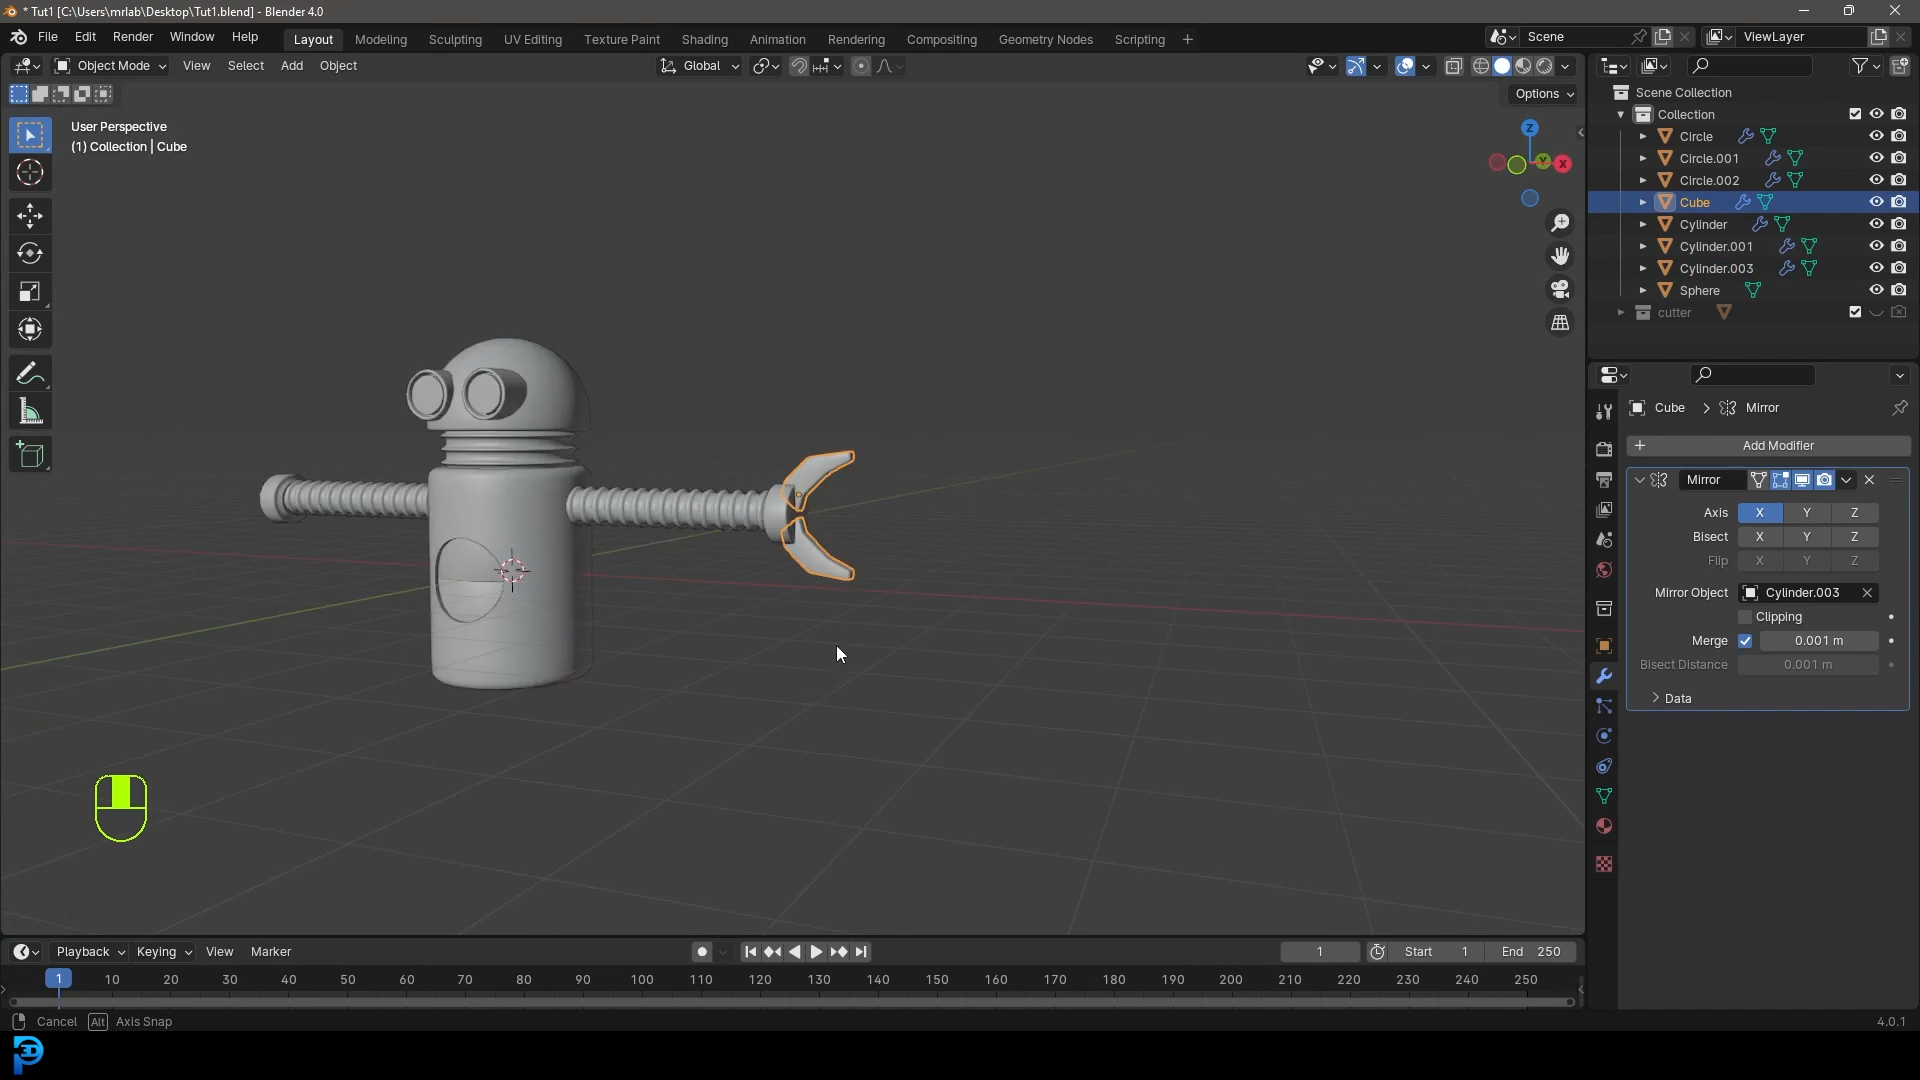 * Tut1 [C:\Users\mrlab\Desktop\Tut1.blend] - Blender 4.0
File Edit Render Window Help Layout Modeling Sculpting UV Editing Texture Paint Shading Animation Rendering Compositing Geometry Nodes Scripting + Scene ViewLayer
Object Mode View Select Add Object Global
Options
User Perspective
(1) Collection | Cube
Z
Y
X
Scene Collection
Collection
Circle
Circle.001
Circle.002
Cube
Cylinder
Cylinder.001
Cylinder.003
Sphere
cutter
Cube > Mirror
+ Add Modifier
Mirror
Axis X Y Z
Bisect X Y Z
Flip X Y Z
Mirror Object Cylinder.003
Clipping
Merge 0.001 m
Bisect Distance 0.001 m
Data
Playback Keying View Marker 1 Start 1 End 250
1 10 20 30 40 50 60 70 80 90 100 110 120 130 140 150 160 170 180 190 200 210 220 230 240 250
Cancel Alt Axis Snap 4.0.1
P3D